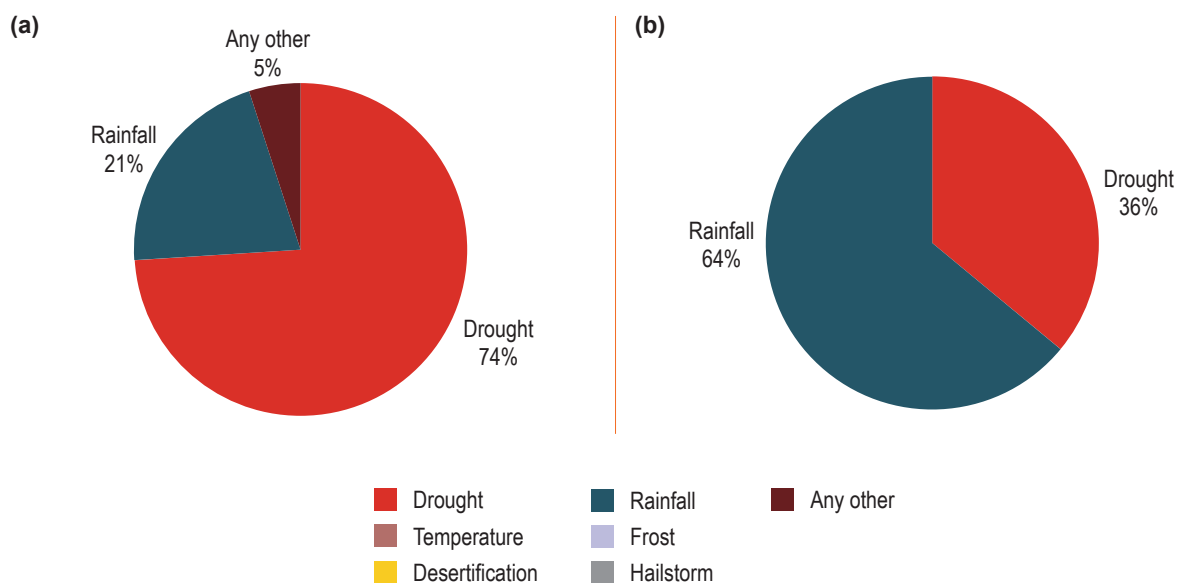 (a)
Any other
5%
Rainfall
21%
Drought
74%
(b)
Drought
36%
Rainfall
64%
Drought
Rainfall
Any other
Temperature
Frost
Desertification
Hailstorm